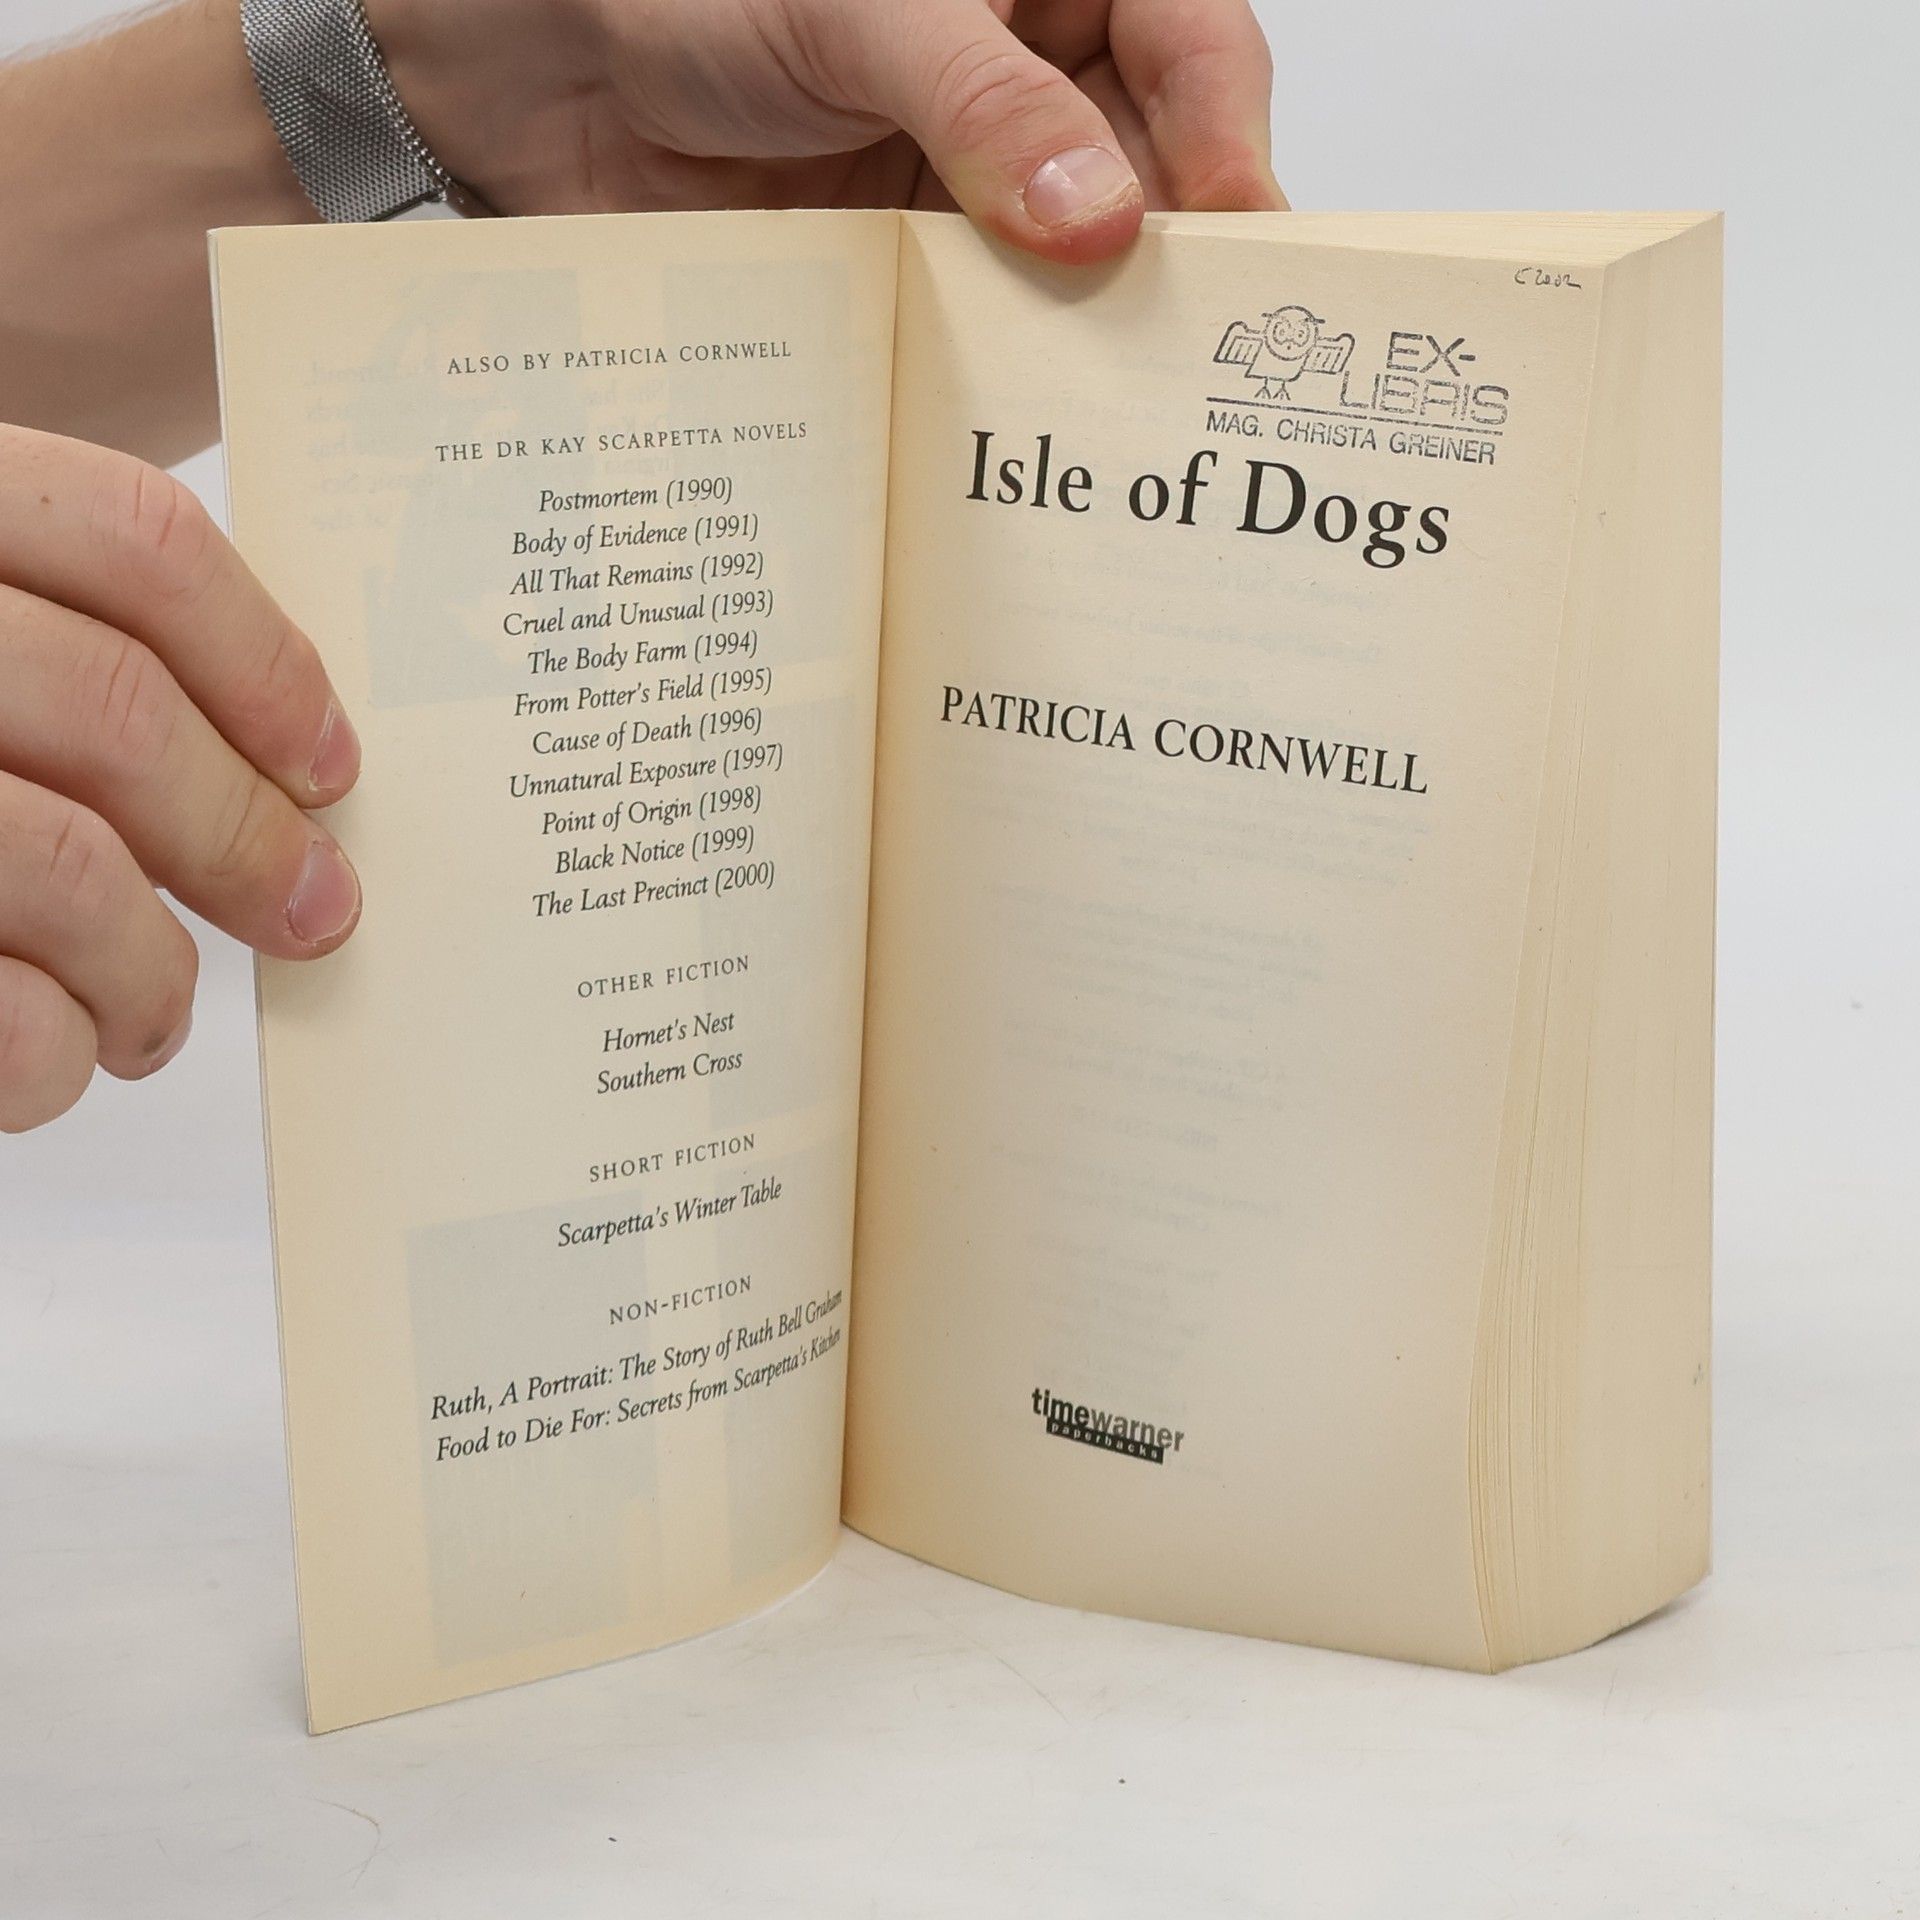 ALSO BY PATRICIA CORNWELL
THE DR KAY SCARPETTA NOVELS
Postmortem (1990)
Body of Evidence (1991)
All That Remains (1992)
Cruel and Unusual (1993)
The Body Farm (1994)
From Potter's Field (1995)
Cause of Death (1996)
Unnatural Exposure (1997)
Point of Origin (1998)
Black Notice (1999)
The Last Precinct (2000)
OTHER FICTION
Hornet's Nest
Southern Cross
SHORT FICTION
Scarpetta's Winter Table
NON-FICTION
Ruth, A Portrait: The Story of Ruth Bell Graham
Food to Die For: Secrets from Scarpetta's Kitchen
EX-
LIBRIS
MAG. CHRISTA GREINER
Isle of Dogs
PATRICIA CORNWELL
timewarner
paperbacks